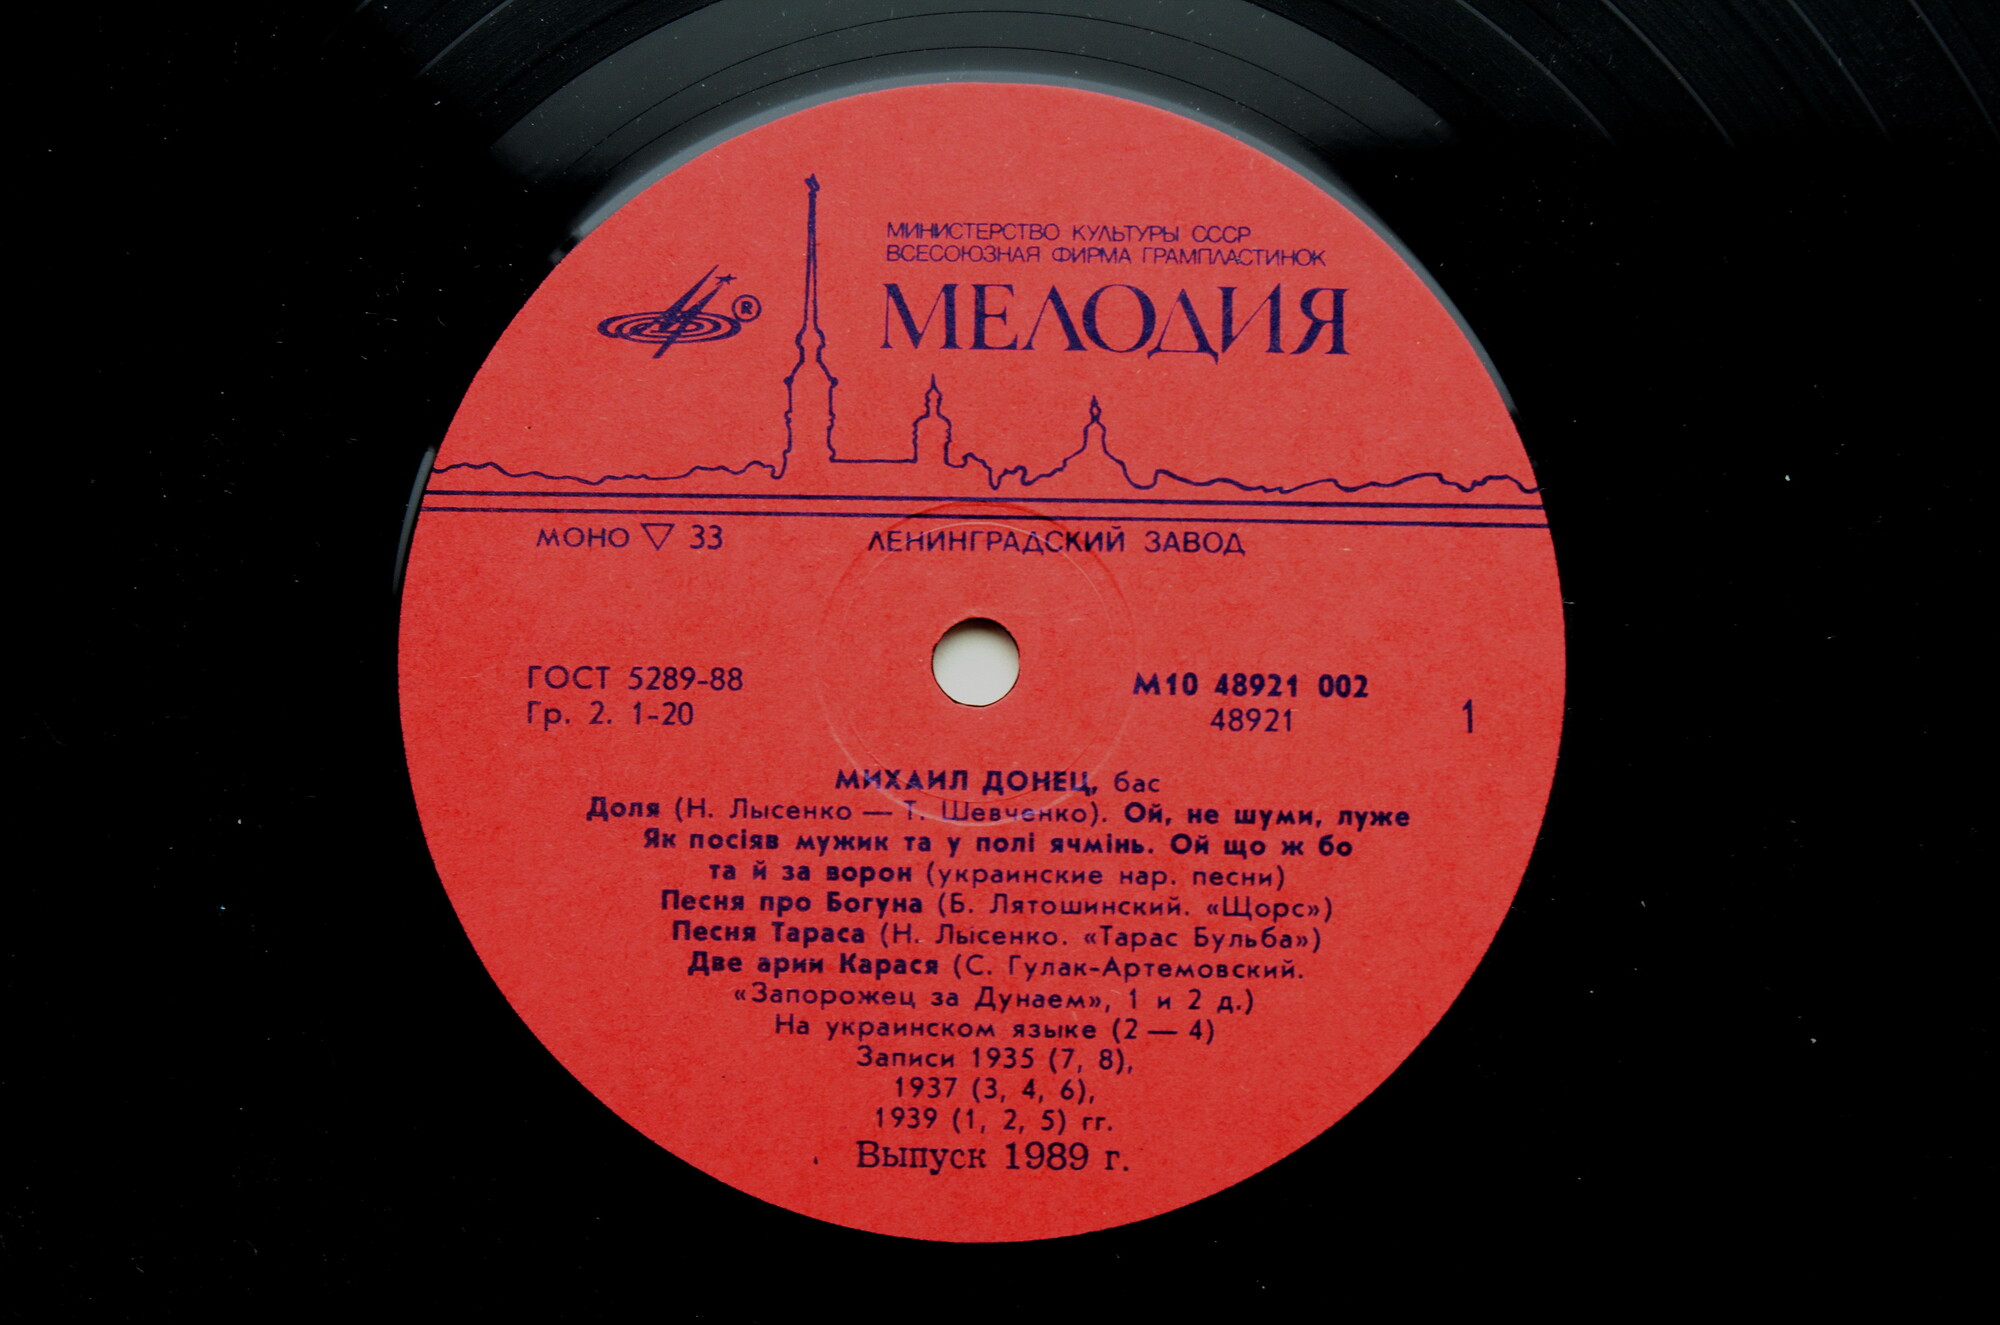 МИНИСТЕРСТВО КУЛЬТУРЫ СССР
ВСЕСОЮЗНАЯ ФИРМА ГРАМПЛАСТИНОК
®
МЕЛОДИЯ
МОНО ▽ 33 ЛЕНИНГРАДСКИЙ ЗАВОД
ГОСТ 5289-88
Гр. 2. 1-20
М10 48921 002
48921
1
МИХАИЛ ДОНЕЦ, бас
Доля (Н. Лысенко — Т. Шевченко). Ой, не шуми, луже
Як посіяв мужик та у полі ячмінь. Ой що ж бо
та й за ворон (украинские нар. песни)
Песня про Богуна (Б. Лятошинский. «Щорс»)
Песня Тараса (Н. Лысенко. «Тарас Бульба»)
Две арии Карася (С. Гулак-Артемовский.
«Запорожец за Дунаем», 1 и 2 д.)
На украинском языке (2 — 4)
Записи 1935 (7, 8),
1937 (3, 4, 6),
1939 (1, 2, 5) гг.
Выпуск 1989 г.